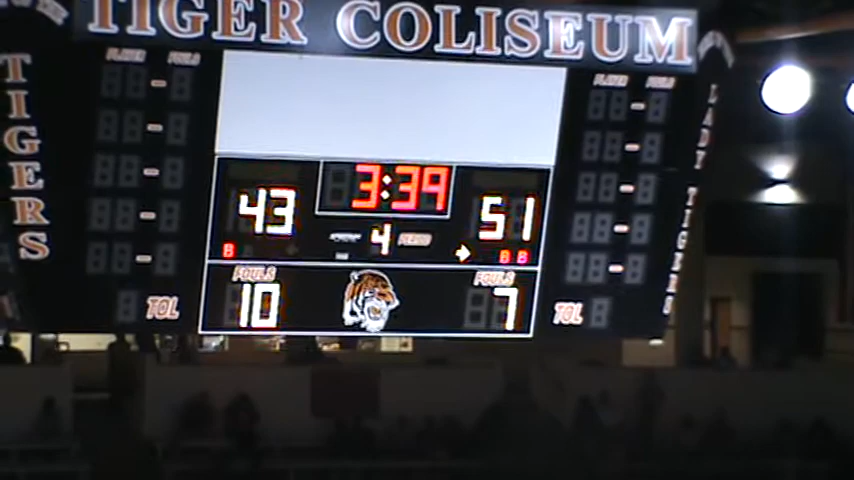 TIGER COLISEUM
PLAYER FOULS
PLAYER FOULS
TIGERS
LADY TIGERS
3:39
43
51
4 PERIOD
B
B B
FOULS
FOULS
10
7
TOL
TOL